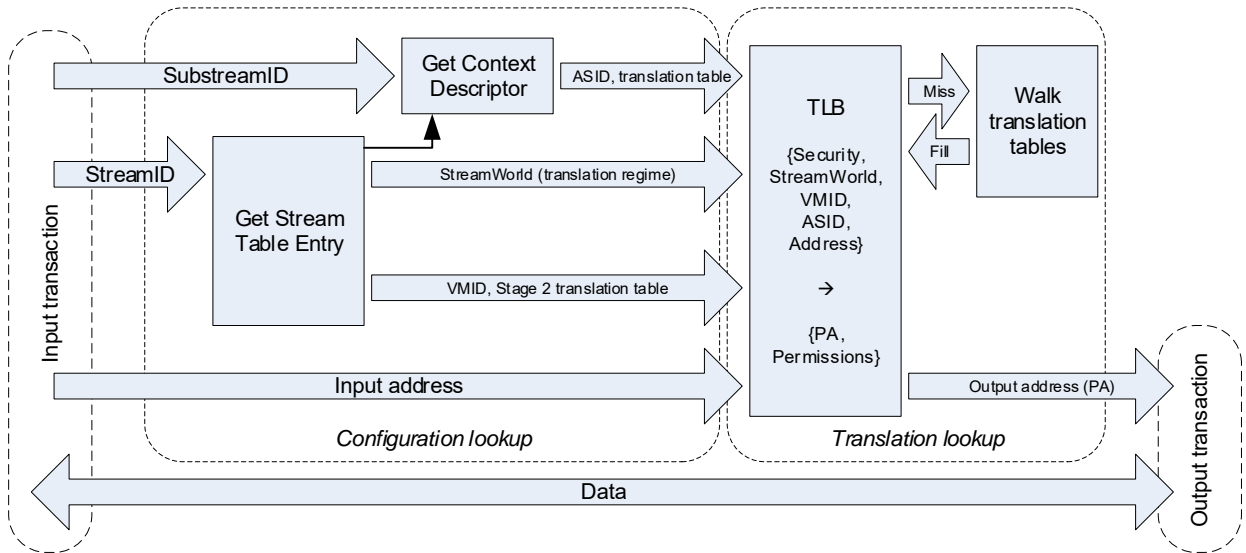 Input transaction
SubstreamID
StreamID
Get Context
Descriptor
ASID, translation table
Get Stream
Table Entry
StreamWorld (translation regime)
VMID, Stage 2 translation table
Input address
Configuration lookup
TLB
{Security,
StreamWorld,
VMID,
ASID,
Address}
→
{PA,
Permissions}
Miss
Fill
Walk
translation
tables
Output address (PA)
Translation lookup
Data
Output transaction